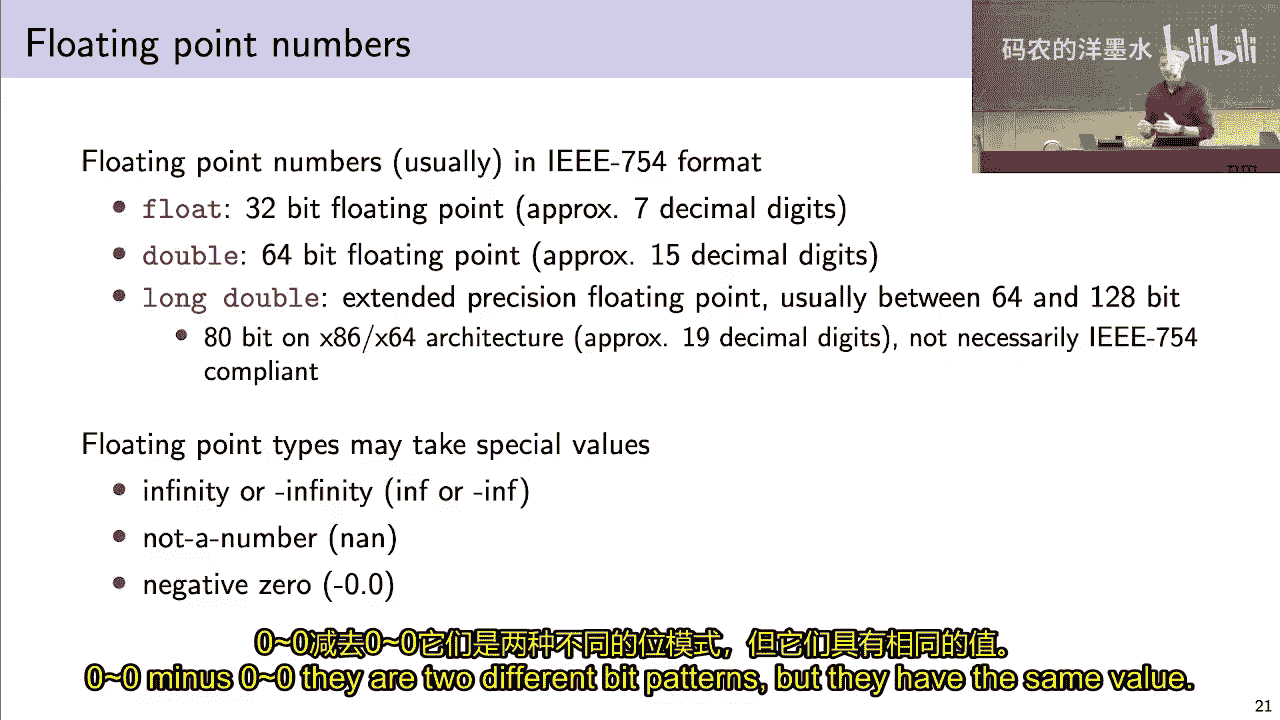 Floating point numbers
码农的洋墨水 bilibili
Floating point numbers (usually) in IEEE-754 format
• float: 32 bit floating point (approx. 7 decimal digits)
• double: 64 bit floating point (approx. 15 decimal digits)
• long double: extended precision floating point, usually between 64 and 128 bit
• 80 bit on x86/x64 architecture (approx. 19 decimal digits), not necessarily IEEE-754
compliant
Floating point types may take special values
• infinity or -infinity (inf or -inf)
• not-a-number (nan)
• negative zero (-0.0)
0~0减去0~0它们是两种不同的位模式，但它们具有相同的值。
0~0 minus 0~0 they are two different bit patterns, but they have the same value.
21